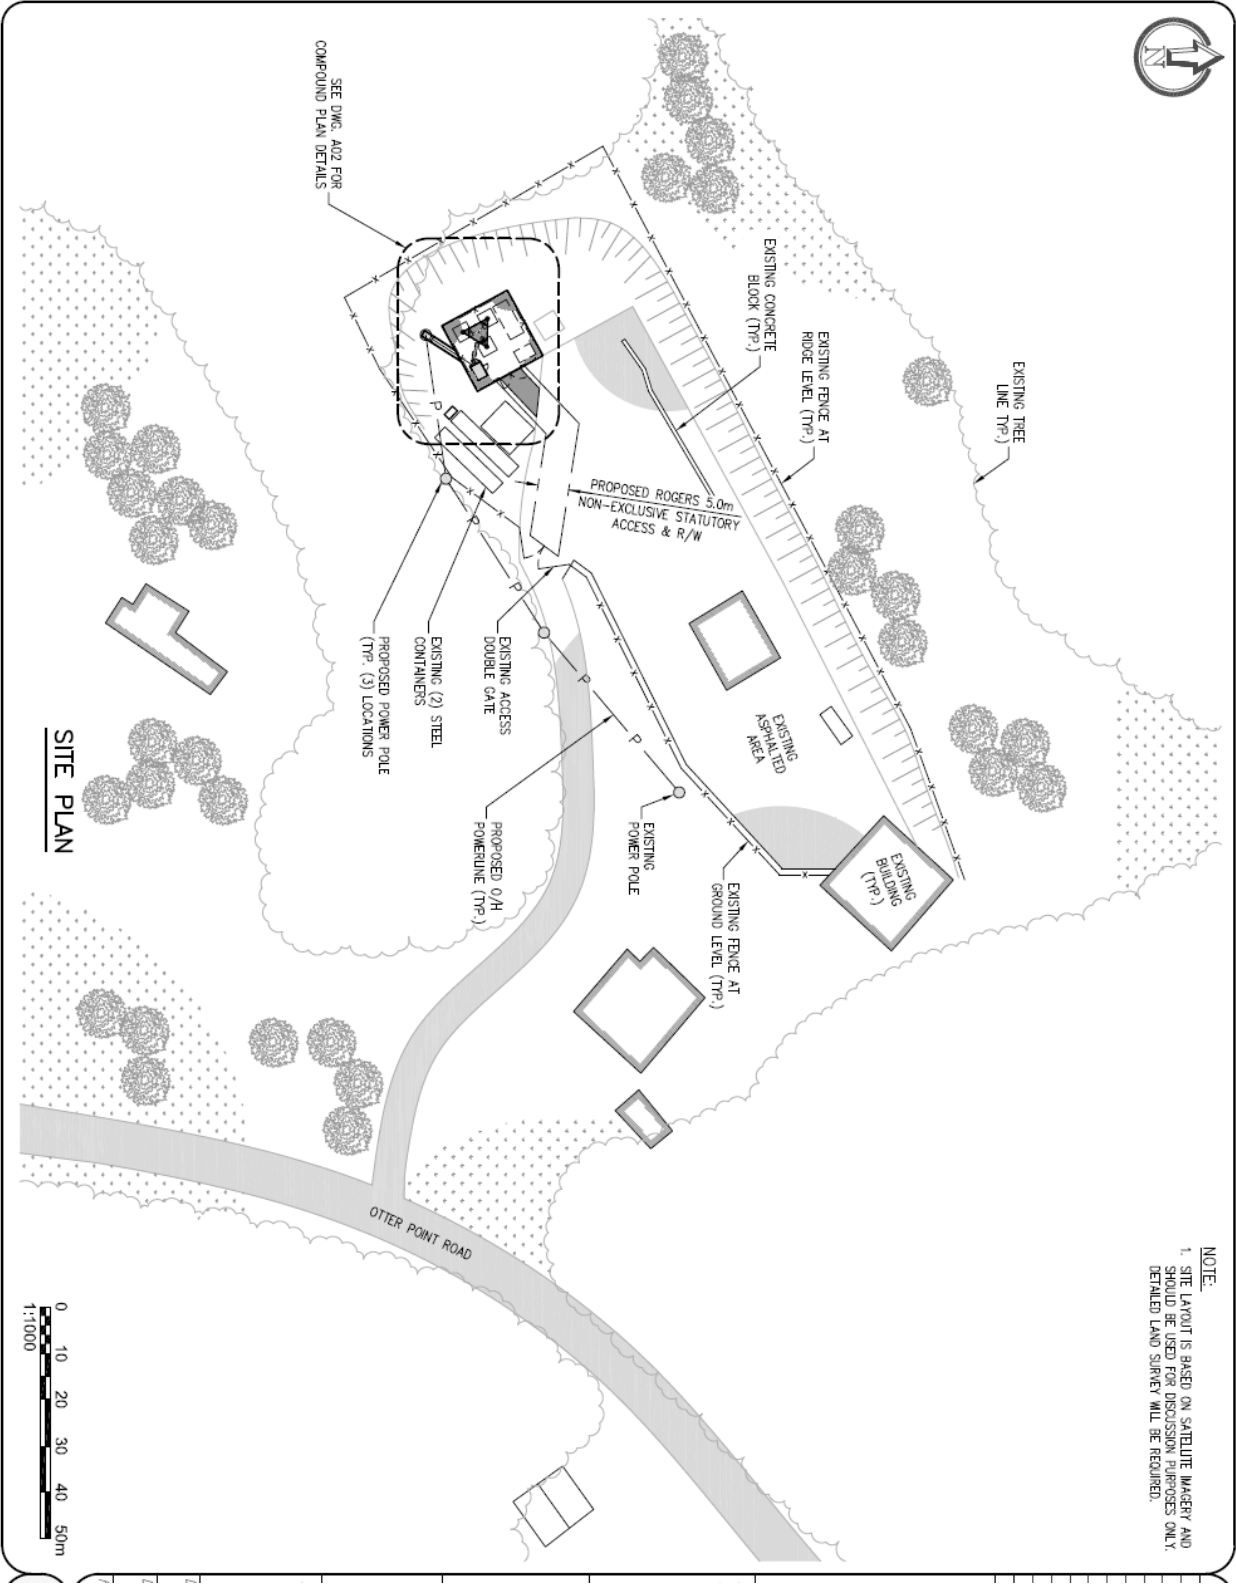 N
SEE DWG. A02 FOR
COMPOUND PLAN DETAILS
EXISTING CONCRETE
BLOCK (TYP.)
EXISTING FENCE AT
RIDGE LEVEL (TYP.)
EXISTING TREE
LINE TYP.)
PROPOSED ROGERS 5.0m
NON-EXCLUSIVE STATUTORY
ACCESS & R/W
PROPOSED POWER POLE
(TYP. (3) LOCATIONS
EXISTING (2) STEEL
CONTAINERS
EXISTING ACCESS
DOUBLE GATE
EXISTING
ASPHALTED
AREA
PROPOSED O/H
POWERLINE (TYP.)
EXISTING
POWER POLE
EXISTING FENCE AT
GROUND LEVEL (TYP.)
EXISTING
BUILDING
(TYP.)
P
P
P
P
P
SITE PLAN
OTTER POINT ROAD
NOTE:
1. SITE LAYOUT IS BASED ON SATELLITE IMAGERY AND
SHOULD BE USED FOR DISCUSSION PURPOSES ONLY.
DETAILED LAND SURVEY WILL BE REQUIRED.
0 10 20 30 40 50m
1:1000